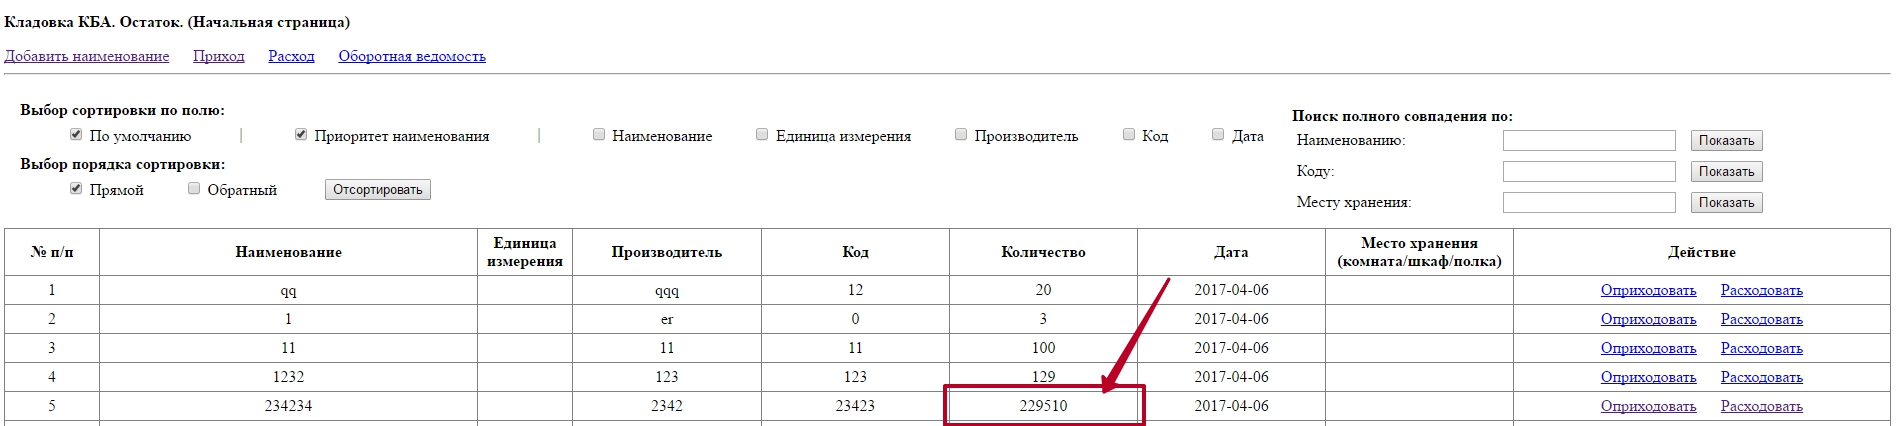 Кладовка КБА. Остаток. (Начальная страница)
Добавить наименование Приход Расход Оборотная ведомость
Выбор сортировки по полю:
По умолчанию | Приоритет наименования | Наименование Единица измерения Производитель Код Дата
Выбор порядка сортировки:
Прямой Обратный Отсортировать
Поиск полного совпадения по:
Наименованию: Показать
Коду: Показать
Месту хранения: Показать
№ п/п Наименование Единица измерения Производитель Код Количество Дата Место хранения (комната/шкаф/полка) Действие
1 qq qqq 12 20 2017-04-06 Оприходовать Расходовать
2 1 er 0 3 2017-04-06 Оприходовать Расходовать
3 11 11 11 100 2017-04-06 Оприходовать Расходовать
4 1232 123 123 129 2017-04-06 Оприходовать Расходовать
5 234234 2342 23423 229510 2017-04-06 Оприходовать Расходовать